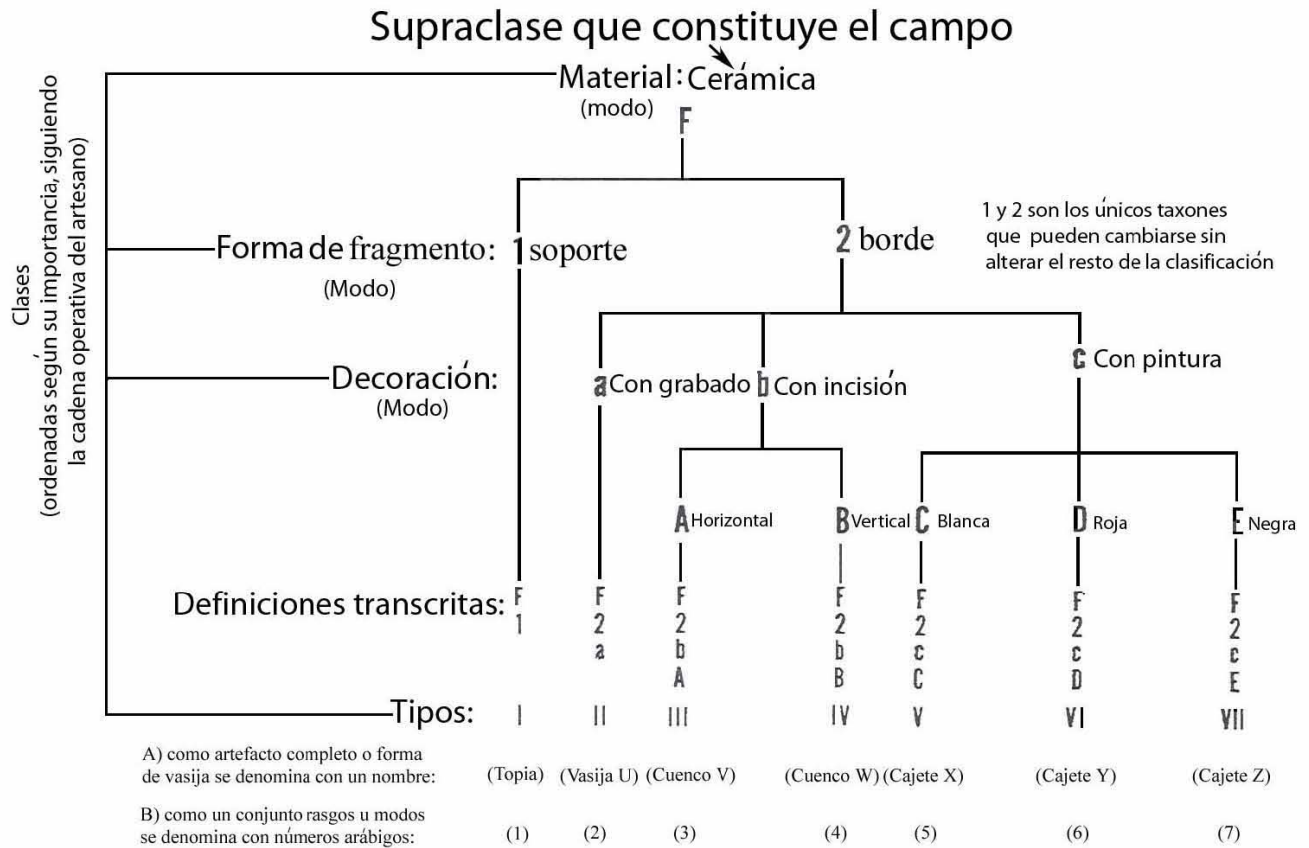 Supraclase que constituye el campo
Material: Cerámica
(modo)
F
Clases
(ordenadas según su importancia, siguiendo
la cadena operativa del artesano)
1 y 2 son los únicos taxones
que pueden cambiarse sin
alterar el resto de la clasificación
Forma de fragmento: 1 soporte 2 borde
(Modo)
c Con pintura
Decoración: a Con grabado b Con incisión
(Modo)
A Horizontal B Vertical C Blanca D Roja E Negra
Definiciones transcritas: F F F F F F F
1 2 2 2 2 2 2
a b b c c c
A B C D E
Tipos: I II III IV V VI VII
A) como artefacto completo o forma
de vasija se denomina con un nombre: (Topia) (Vasija U) (Cuenco V) (Cuenco W) (Cajete X) (Cajete Y) (Cajete Z)
B) como un conjunto rasgos u modos
se denomina con números arábigos: (1) (2) (3) (4) (5) (6) (7)